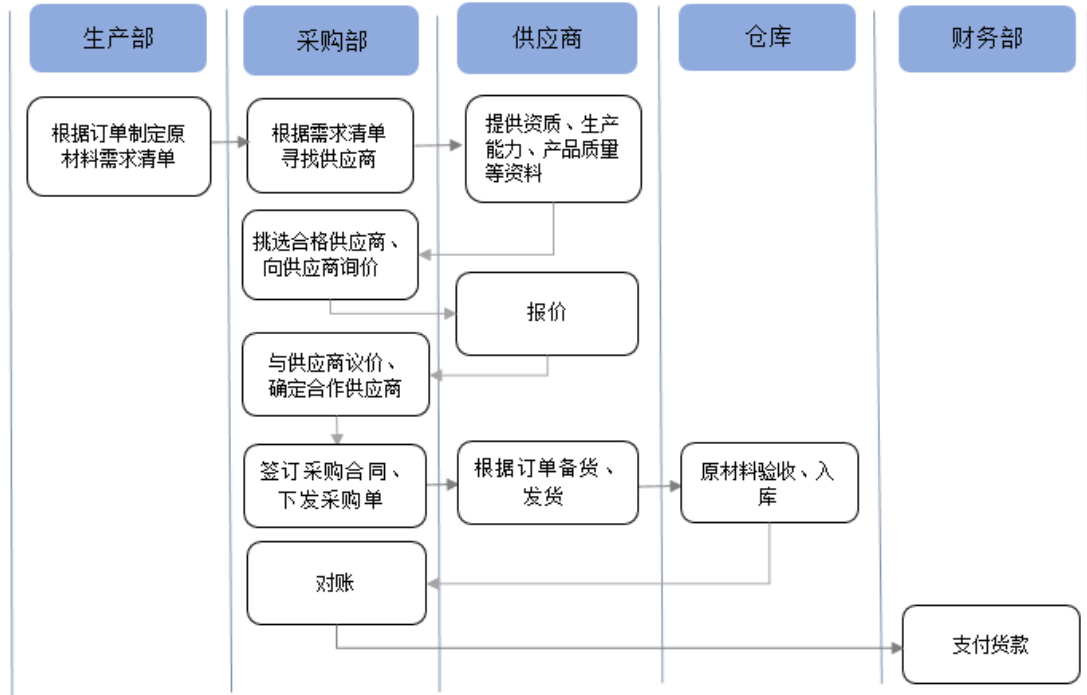 生产部
采购部
供应商
仓库
财务部
根据订单制定原
材料需求清单
根据需求清单
寻找供应商
提供资质、生产
能力、产品质量
等资料
挑选合格供应商、
向供应商询价
报价
与供应商议价、
确定合作供应商
签订采购合同、
下发采购单
根据订单备货、
发货
原材料验收、入
库
对账
支付货款